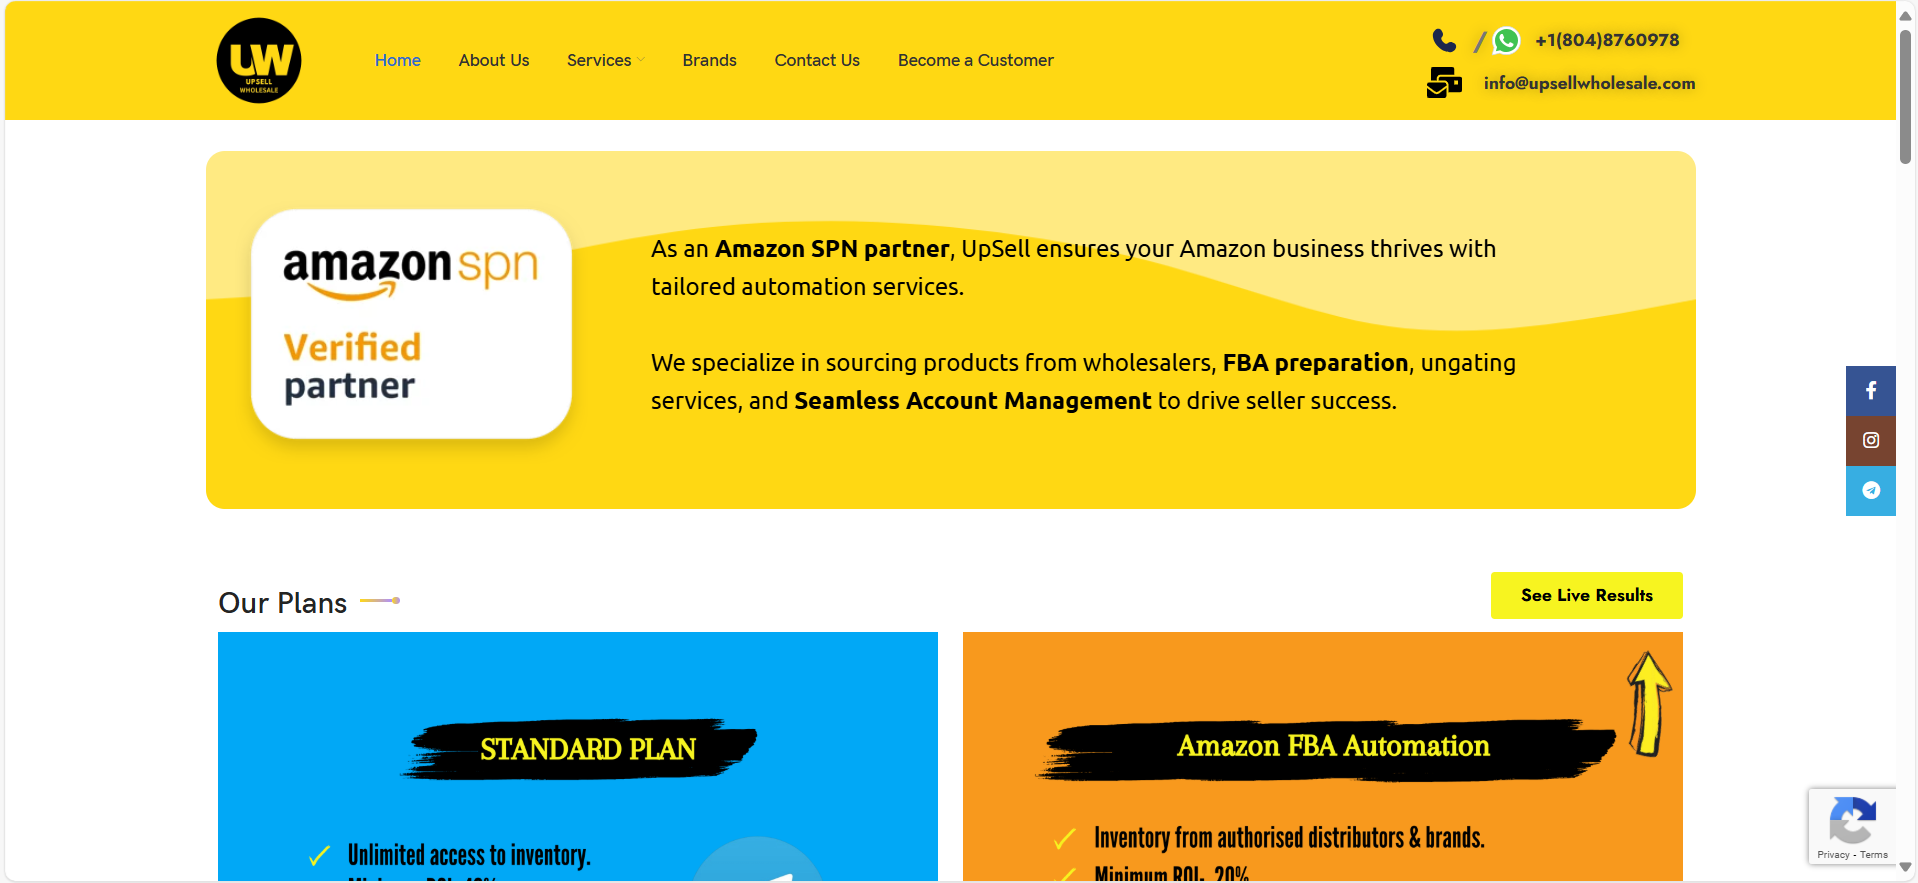 UW
UPSELL
WHOLESALE
Home
About Us
Services
Brands
Contact Us
Become a Customer
/
+1(804)8760978
info@upsellwholesale.com
amazon spn
Verified
partner
As an Amazon SPN partner, UpSell ensures your Amazon business thrives with
tailored automation services.
We specialize in sourcing products from wholesalers, FBA preparation, ungating
services, and Seamless Account Management to drive seller success.
Our Plans
See Live Results
STANDARD PLAN
Unlimited access to inventory.
Amazon FBA Automation
Inventory from authorised distributors & brands.
Minimum ROI- 20%
Privacy - Terms